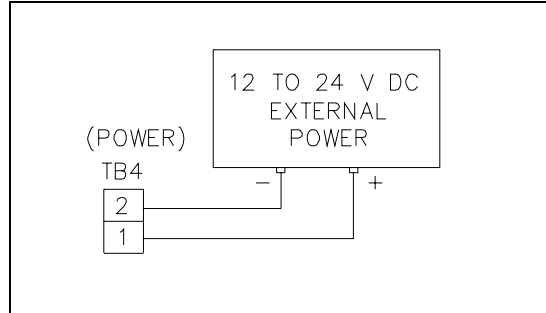 12 TO 24 V DC
EXTERNAL
POWER
(POWER)
TB4
- +
2
1